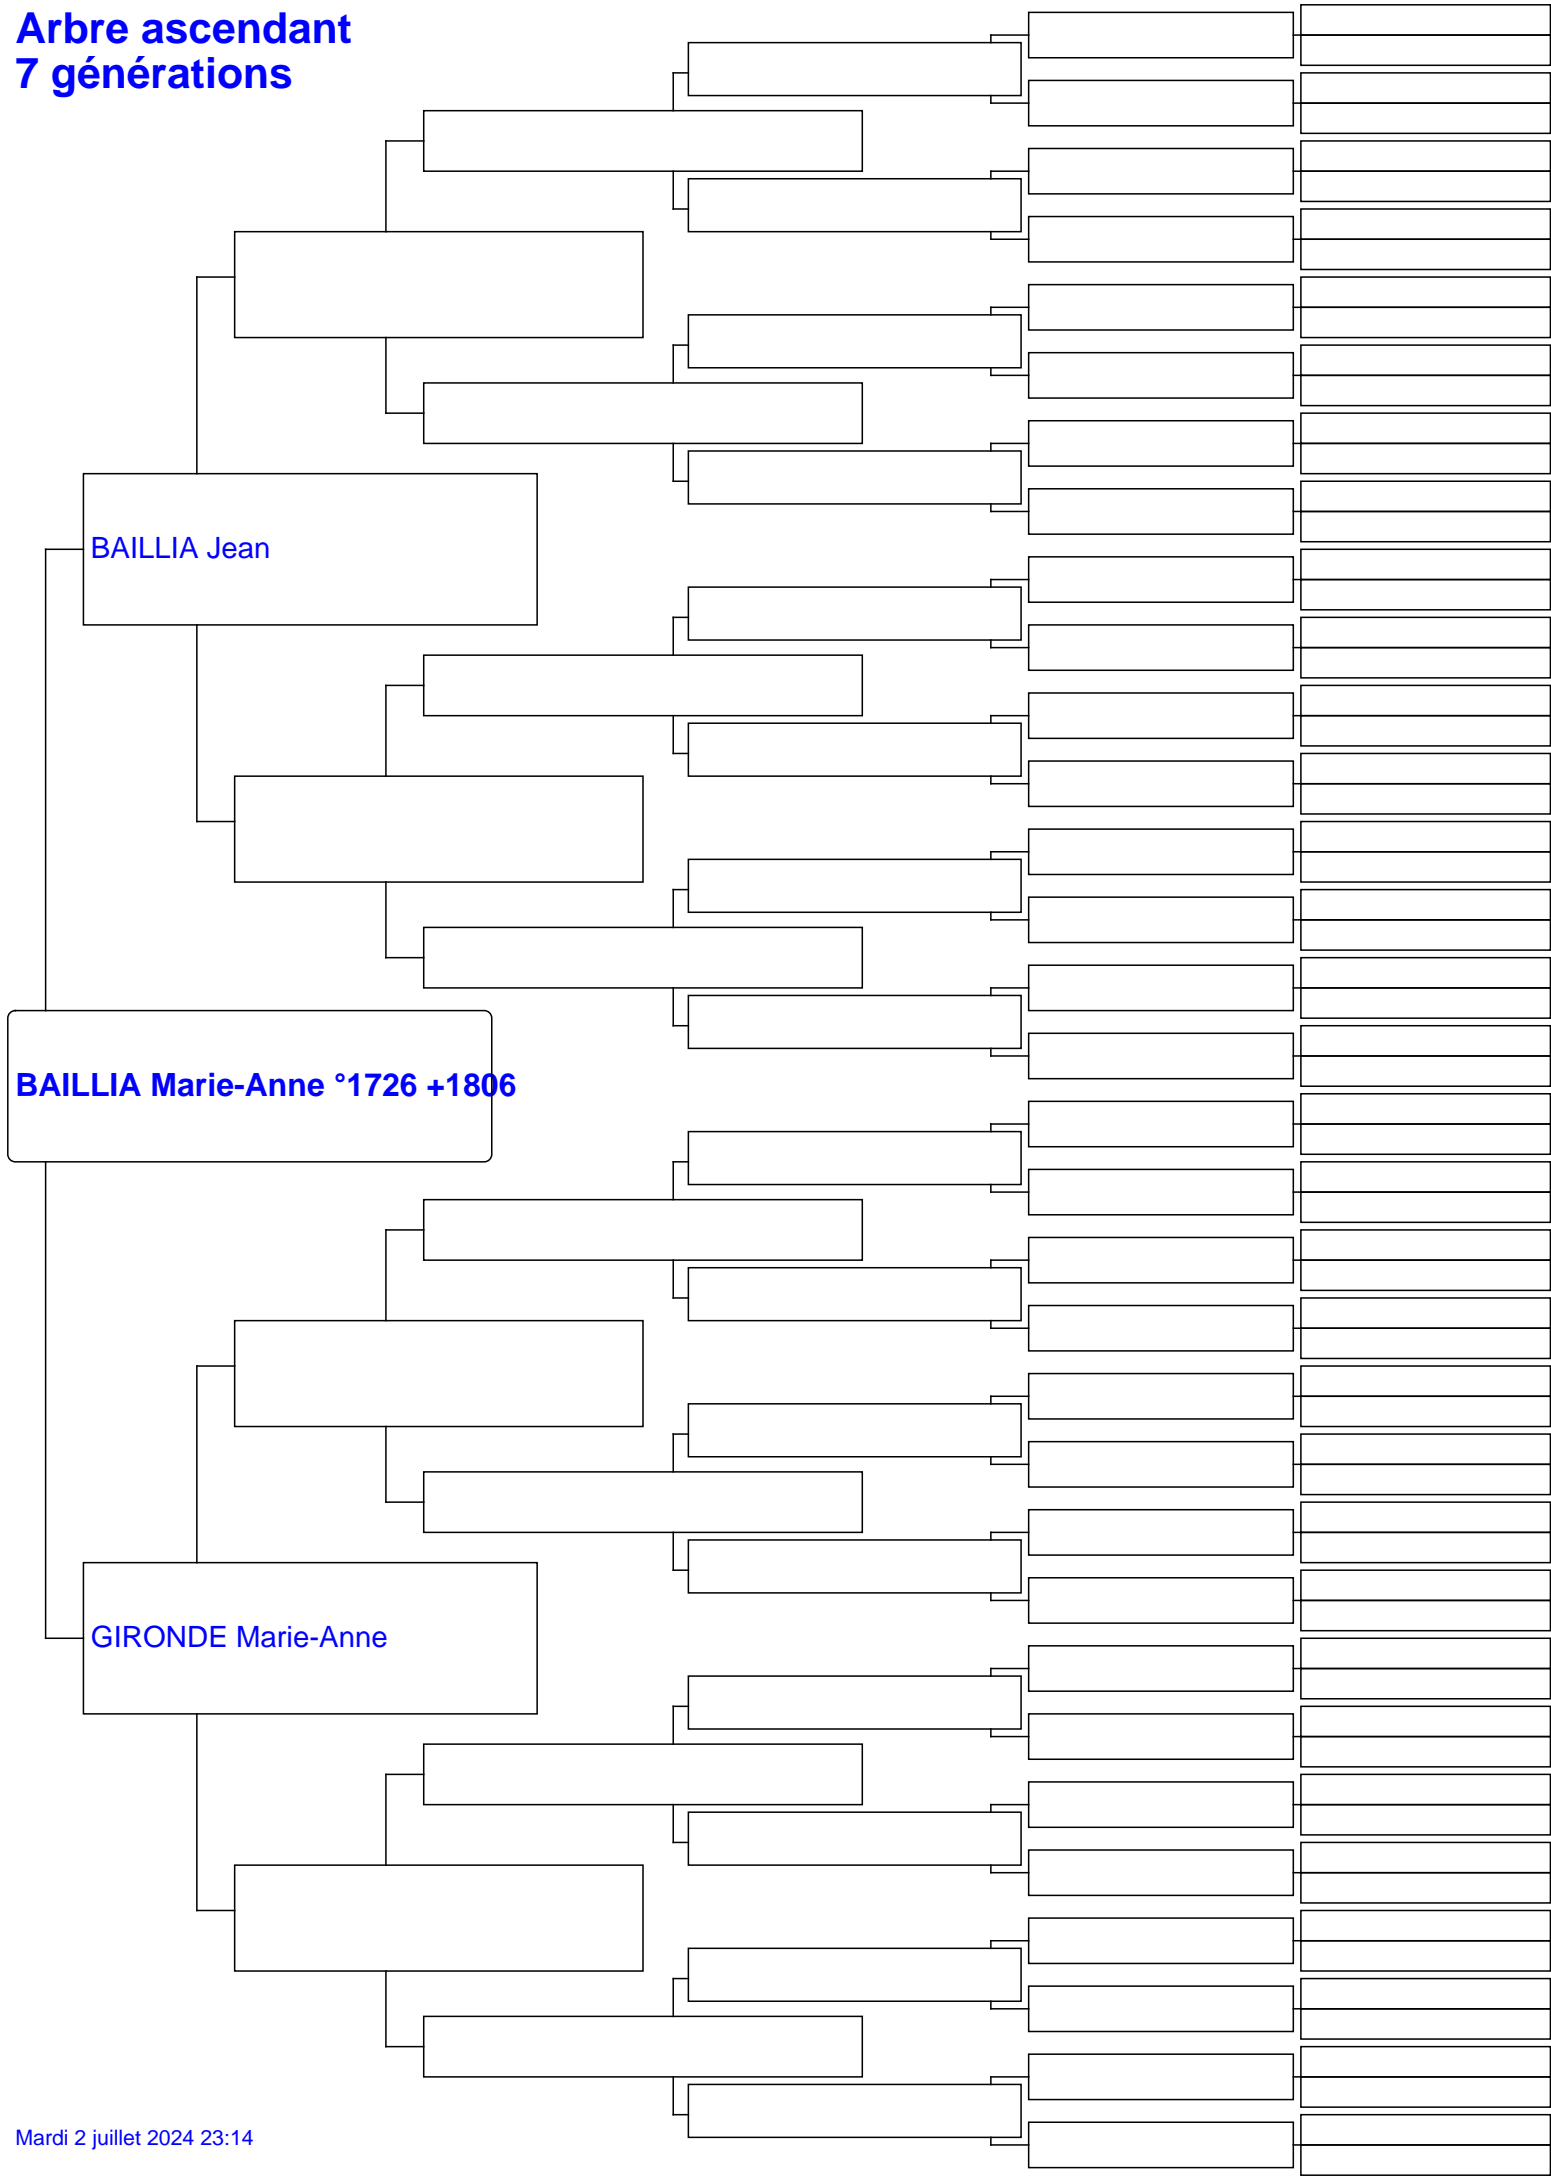 Arbre ascendant
7 générations
BAILLIA Jean
BAILLIA Marie-Anne °1726 +1806
GIRONDE Marie-Anne
Mardi 2 juillet 2024 23:14